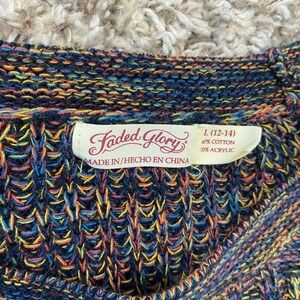 Faded Glory
MADE IN/HECHO EN CHINA
L (12-14)
67% COTTON
33% ACRYLIC